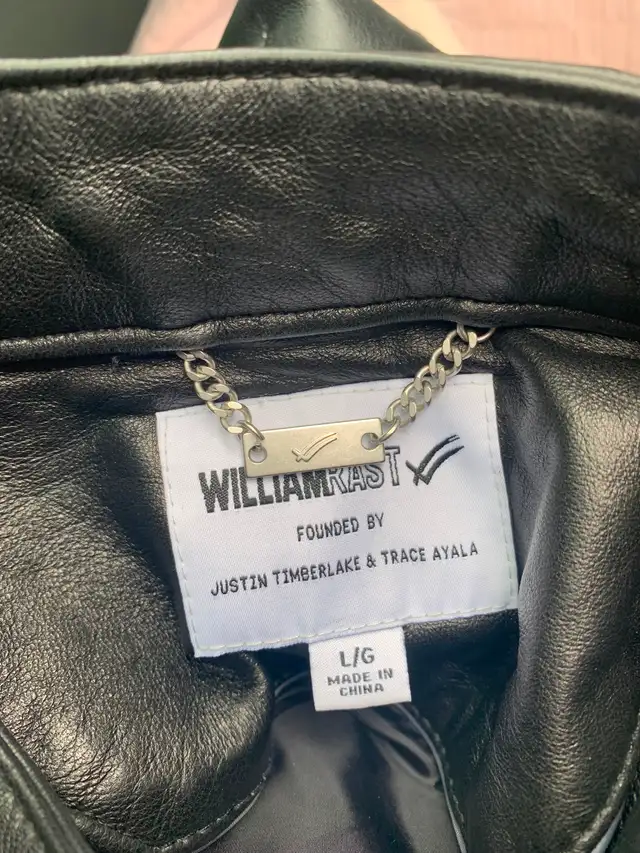 WILLIAMRAST
FOUNDED BY
JUSTIN TIMBERLAKE & TRACE AYALA
L/G
MADE IN
CHINA